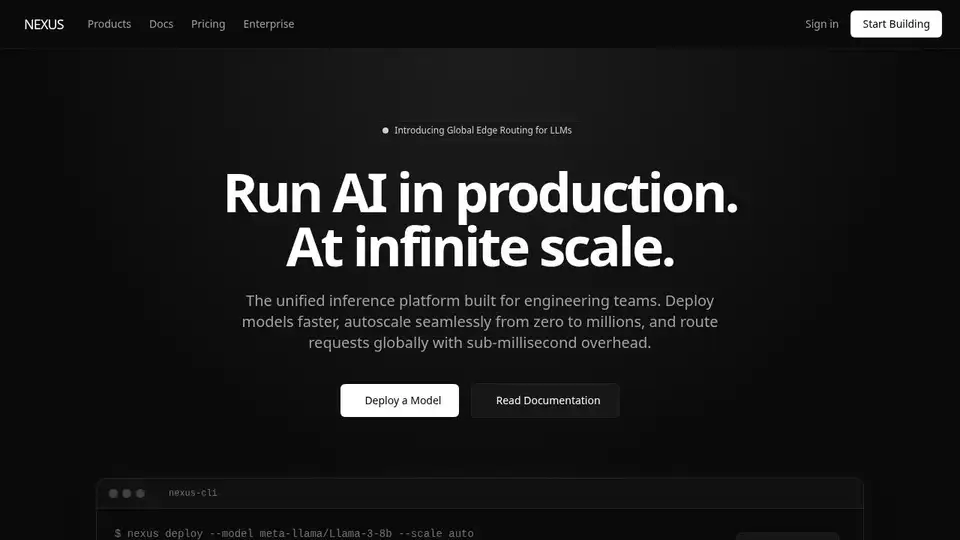 NEXUS
Products
Docs
Pricing
Enterprise
Sign in
Start Building
Introducing Global Edge Routing for LLMs
Run AI in production.
At infinite scale.
The unified inference platform built for engineering teams. Deploy
models faster, autoscale seamlessly from zero to millions, and route
requests globally with sub-millisecond overhead.
Deploy a Model
Read Documentation
nexus-cli
$ nexus deploy --model meta-llama/Llama-3-8b --scale auto